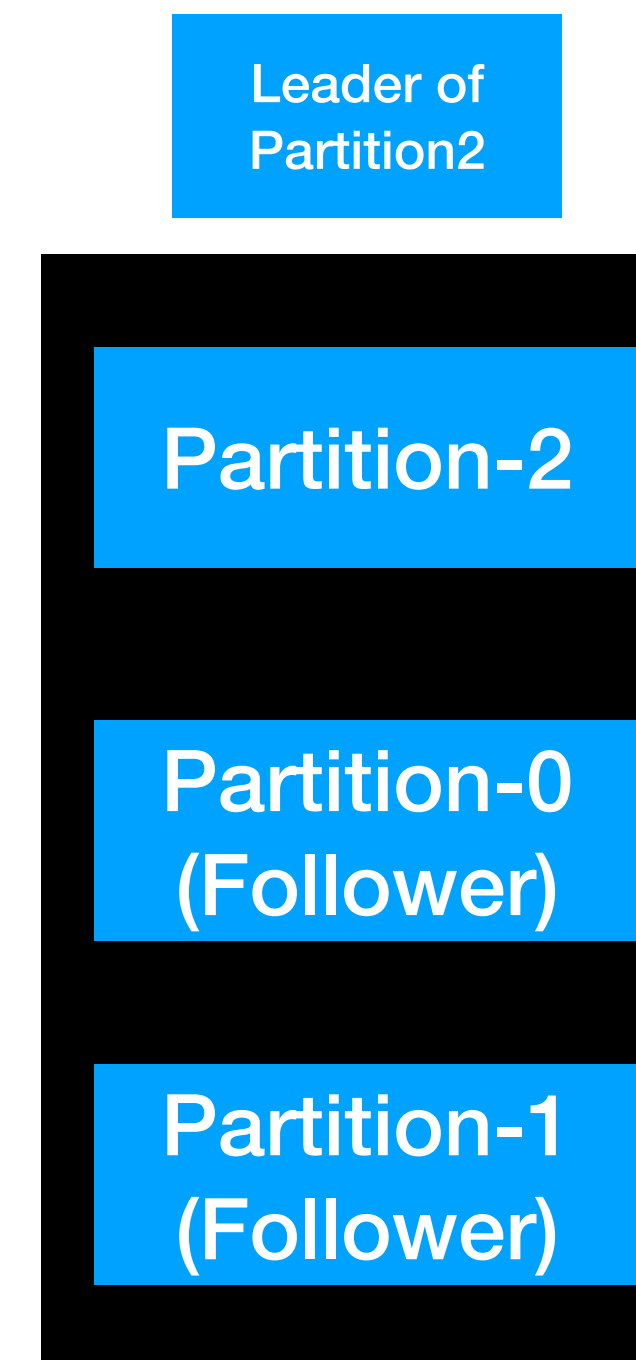 Leader of
Partition2
Partition-2
Partition-0
(Follower)
Partition-1
(Follower)